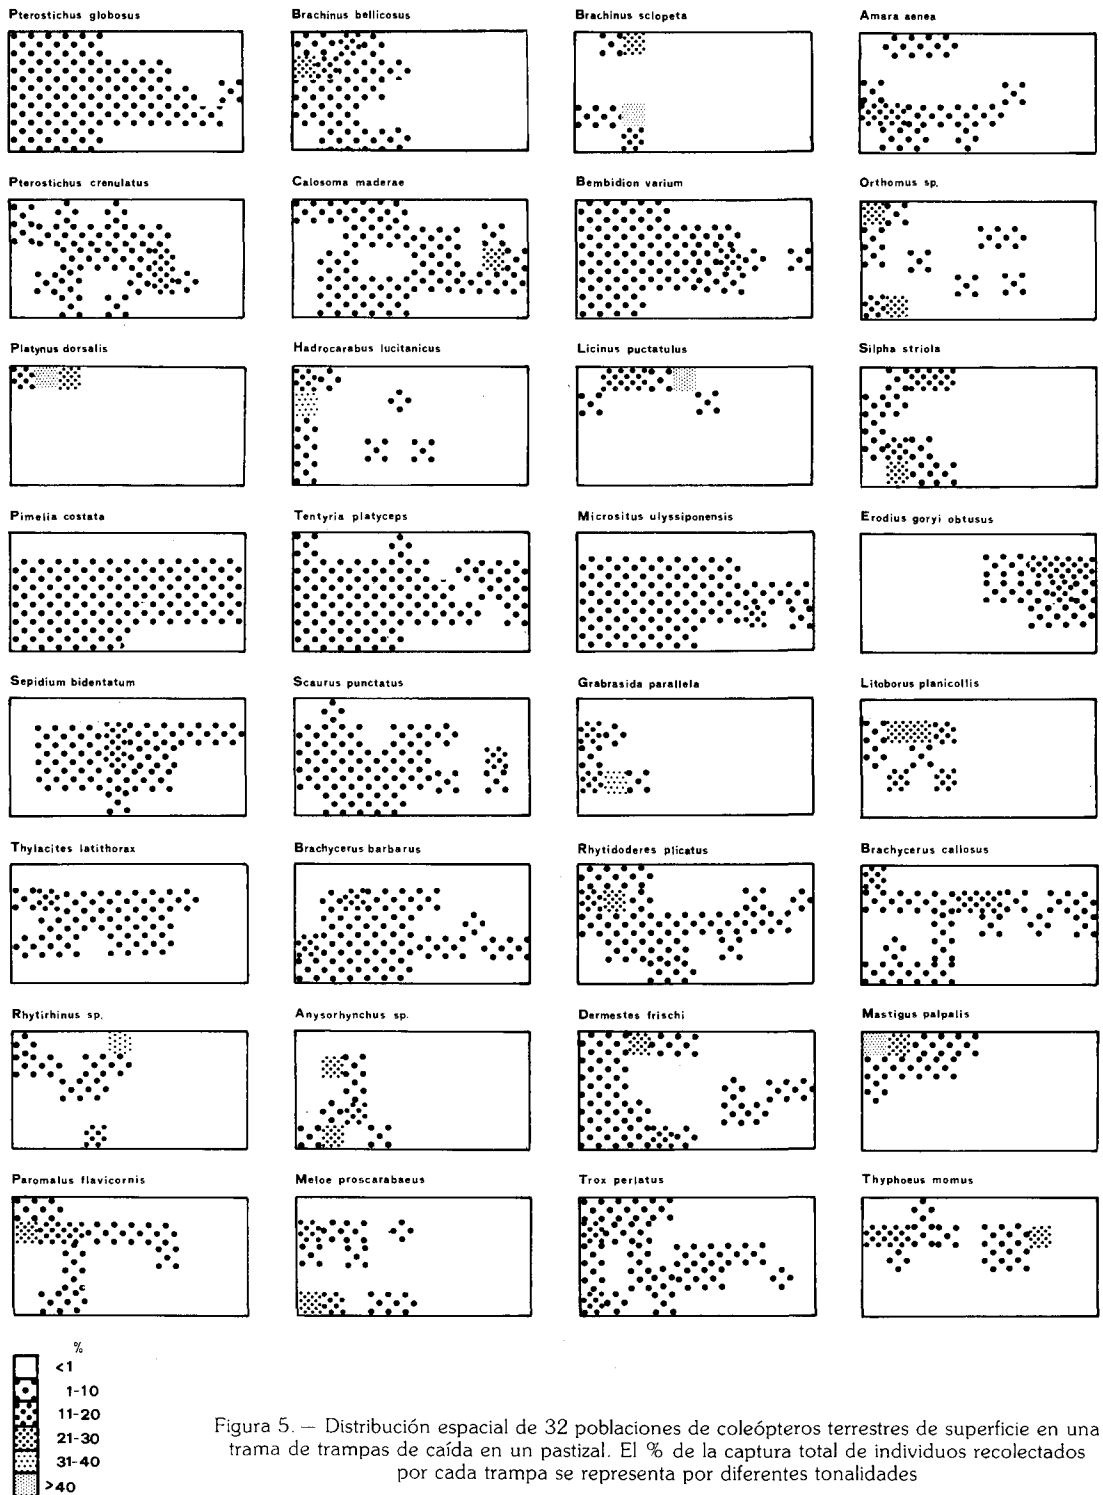 Pterostichus globosus
Brachinus bellicosus
Brachinus sclopeta
Amara aenea
Pterostichus crenulatus
Calosoma maderae
Bembidion varium
Orthomus sp.
Platynus dorsalis
Hadrocarabus lucitanicus
Licinus puctatulus
Silpha striola
Pimelia costata
Tentyria platyceps
Micrositus ulyssiponensis
Erodius goryi obtusus
Sepidium bidentatum
Scaurus punctatus
Grabrasida parallela
Litoborus planicollis
Thylacites latithorax
Brachycerus barbarus
Rhytidoderes plicatus
Brachycerus callosus
Rhytirhinus sp.
Anysorhynchus sp.
Dermestes frischi
Mastigus palpalis
Paromalus flavicornis
Meloe proscarabaeus
Trox perlatus
Thyphoeus momus
%
<1
1-10
11-20
21-30
31-40
>40
Figura 5. — Distribución espacial de 32 poblaciones de coleópteros terrestres de superficie en una
trama de trampas de caída en un pastizal. El % de la captura total de individuos recolectados
por cada trampa se representa por diferentes tonalidades